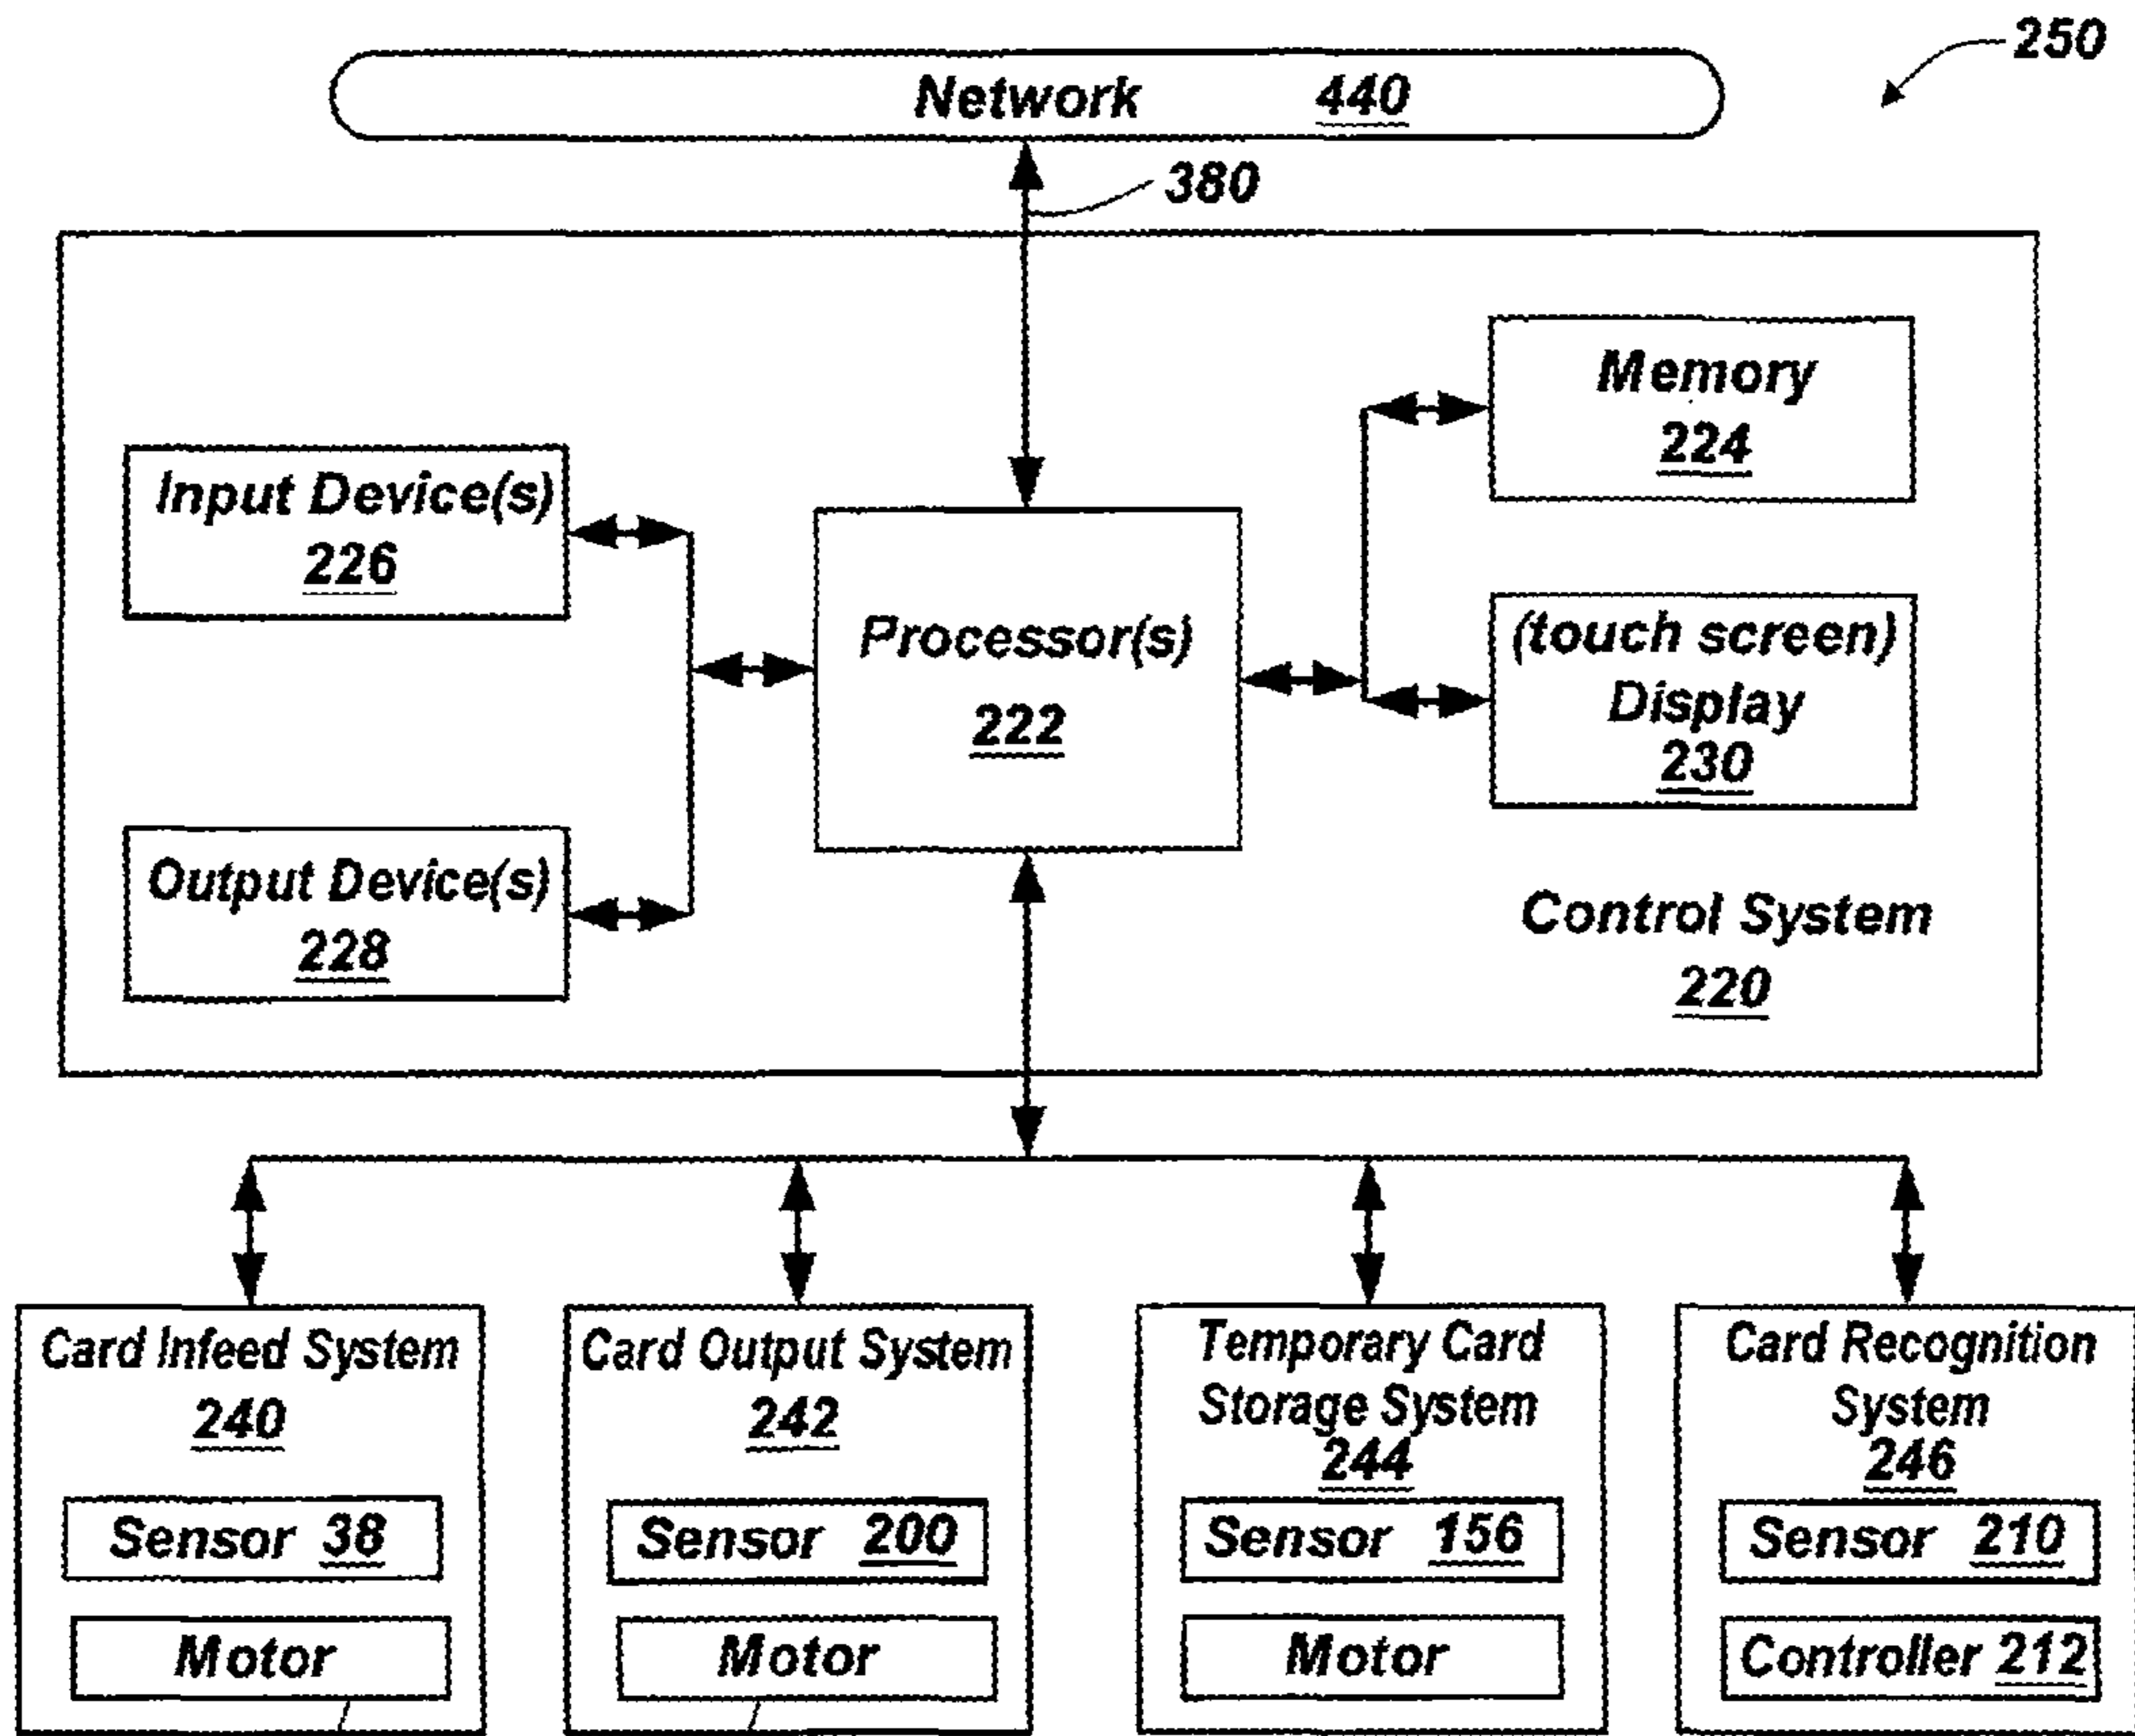 250
Network 440
380
Memory
224
Input Device(s)
226
Processor(s)
222
(touch screen)
Display
230
Output Device(s)
228
Control System
220
Card Infeed System
240
Sensor 38
Motor
Card Output System
242
Sensor 200
Motor
Temporary Card
Storage System
244
Sensor 156
Motor
Card Recognition
System
246
Sensor 210
Controller 212